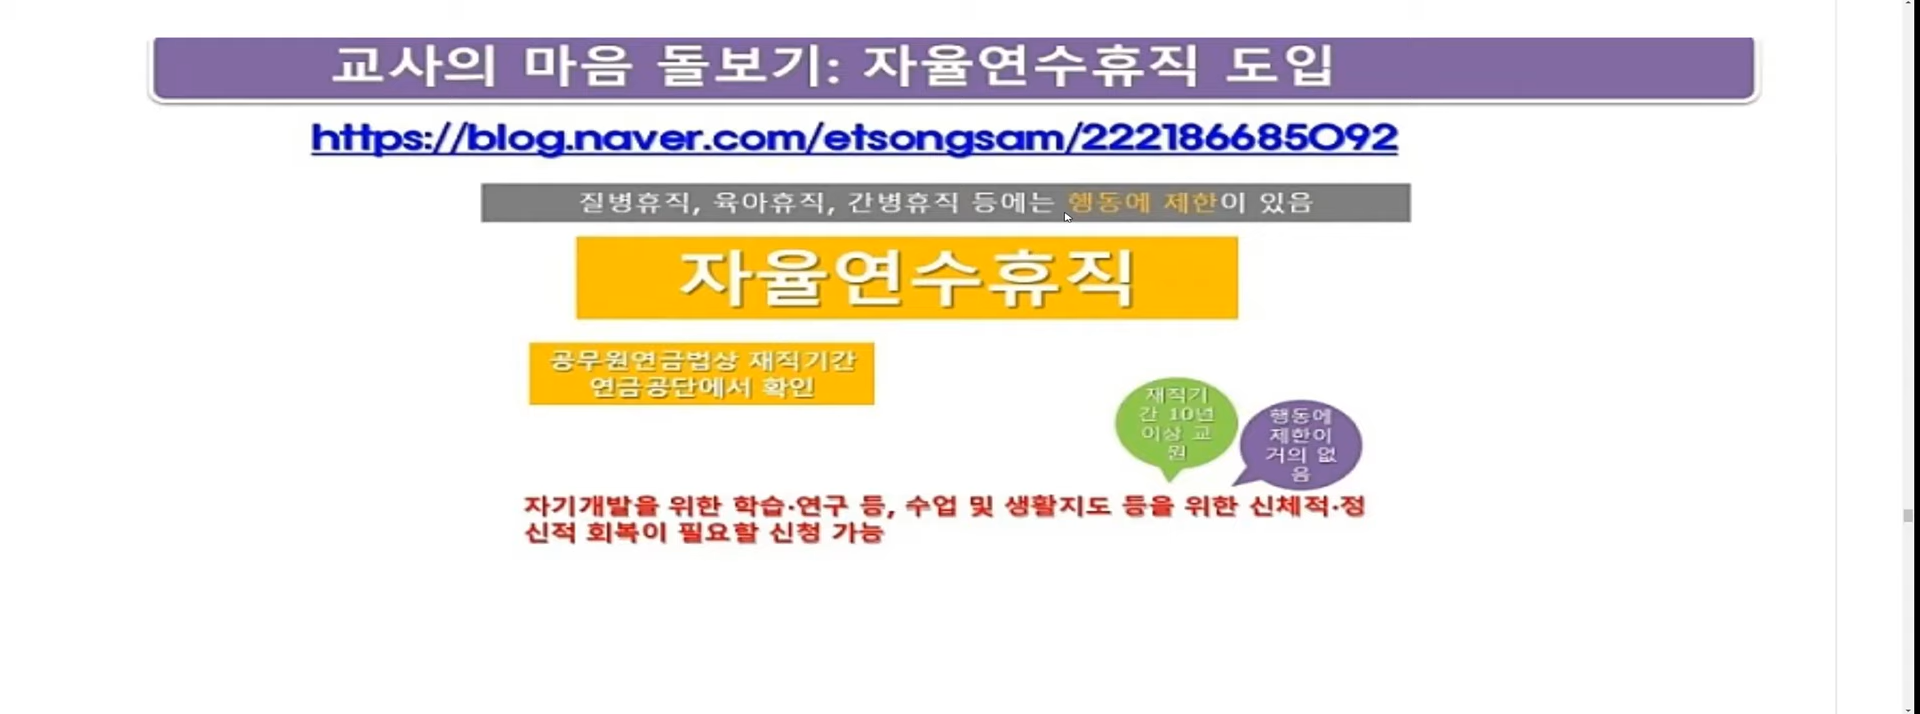 교사의 마음 돌보기: 자율연수휴직 도입
https://blog.naver.com/etsongsam/222186685092
질병휴직, 육아휴직, 간병휴직 등에는 행동에 제한이 있음
자율연수휴직
공무원연금법상 재직기간
연금공단에서 확인
재직기
간 10년
이상 교
원
행동에
제한이
거의 없
음
자기개발을 위한 학습·연구 등, 수업 및 생활지도 등을 위한 신체적·정
신적 회복이 필요할 신청 가능